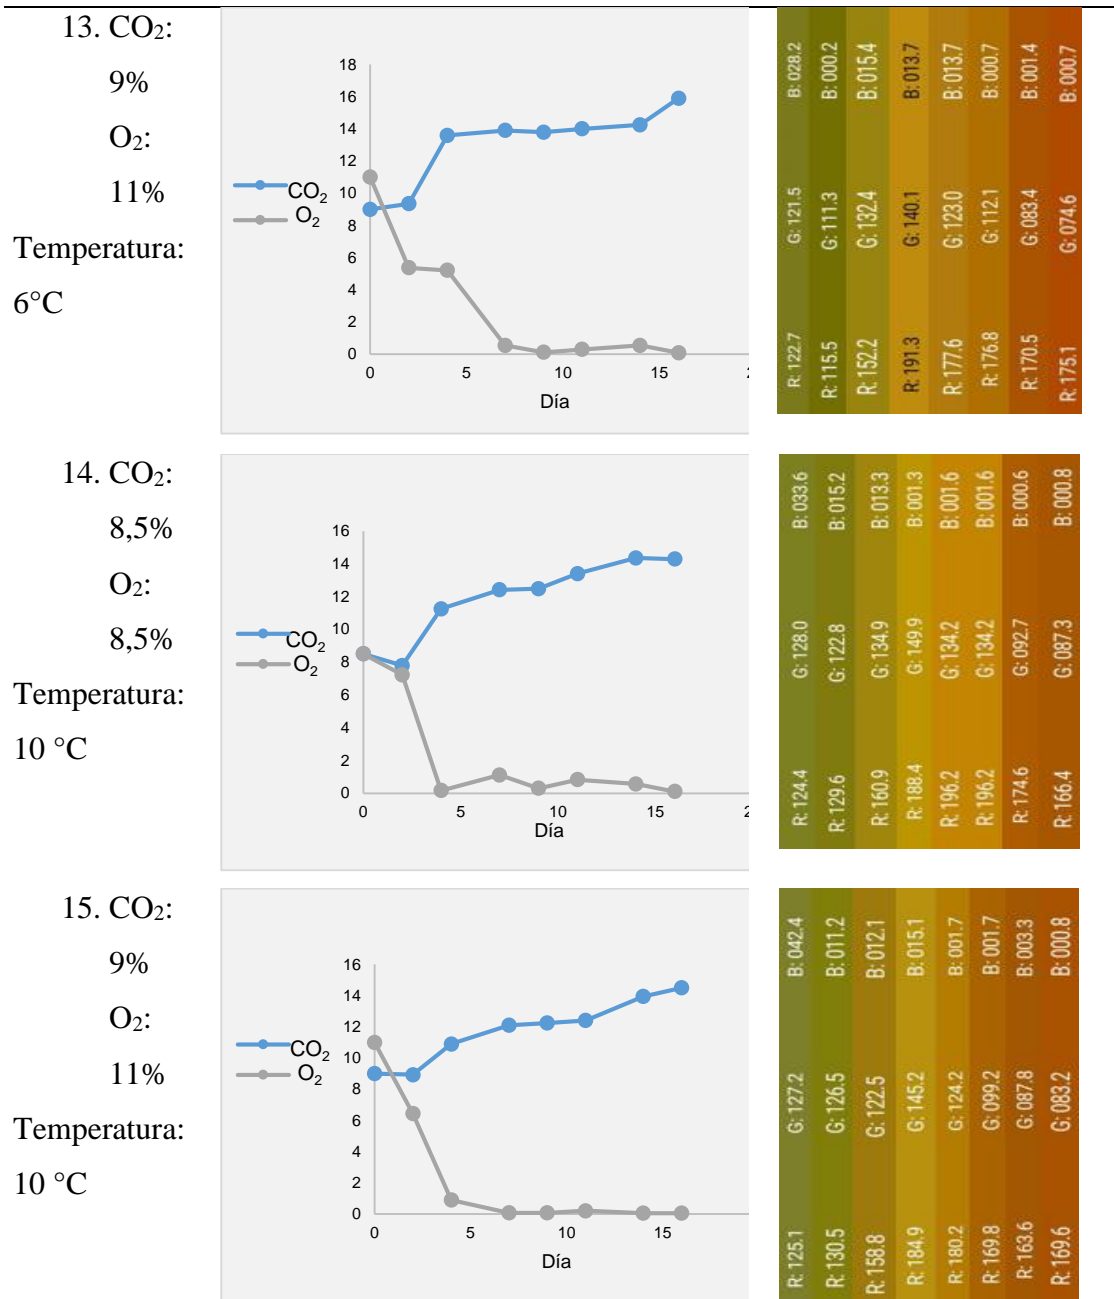 13. CO₂:
9%
O₂:
11%
Temperatura:
6°C
18
16
14
12
10
8
6
4
2
0
0
5
10
15
2
Día
CO₂
O₂
B: 028.2
B: 000.2
B: 015.4
B: 013.7
B: 013.7
B: 000.7
B: 001.4
B: 000.7
G: 121.5
G: 111.3
G: 132.4
G: 140.1
G: 123.0
G: 112.1
G: 083.4
G: 074.6
R: 122.7
R: 115.5
R: 152.2
R: 191.3
R: 177.6
R: 176.8
R: 170.5
R: 175.1
14. CO₂:
8,5%
O₂:
8,5%
Temperatura:
10 °C
16
14
12
10
8
6
4
2
0
0
5
10
15
2
Día
CO₂
O₂
B: 033.6
B: 015.2
B: 013.3
B: 001.3
B: 001.6
B: 001.6
B: 000.6
B: 000.8
G: 128.0
G: 122.8
G: 134.9
G: 149.9
G: 134.2
G: 134.2
G: 092.7
G: 087.3
R: 124.4
R: 129.6
R: 160.9
R: 188.4
R: 196.2
R: 196.2
R: 174.6
R: 166.4
15. CO₂:
9%
O₂:
11%
Temperatura:
10 °C
16
14
12
10
8
6
4
2
0
0
5
10
15
Día
CO₂
O₂
B: 042.4
B: 011.2
B: 012.1
B: 015.1
B: 001.7
B: 001.7
B: 003.3
B: 000.8
G: 127.2
G: 126.5
G: 122.5
G: 145.2
G: 124.2
G: 099.2
G: 087.8
G: 083.2
R: 125.1
R: 130.5
R: 158.8
R: 184.9
R: 180.2
R: 169.8
R: 163.6
R: 169.6